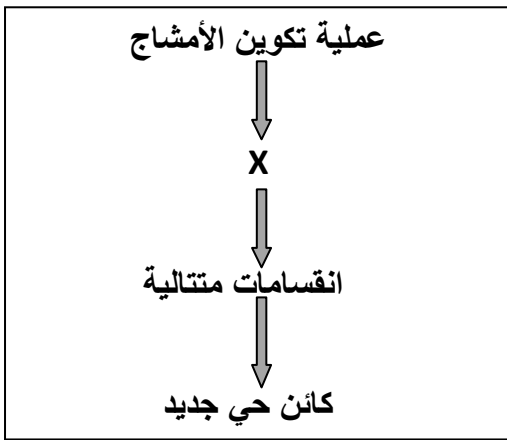 عملية تكوين الأمشاج
X
انقسامات متتالية
كائن حي جديد